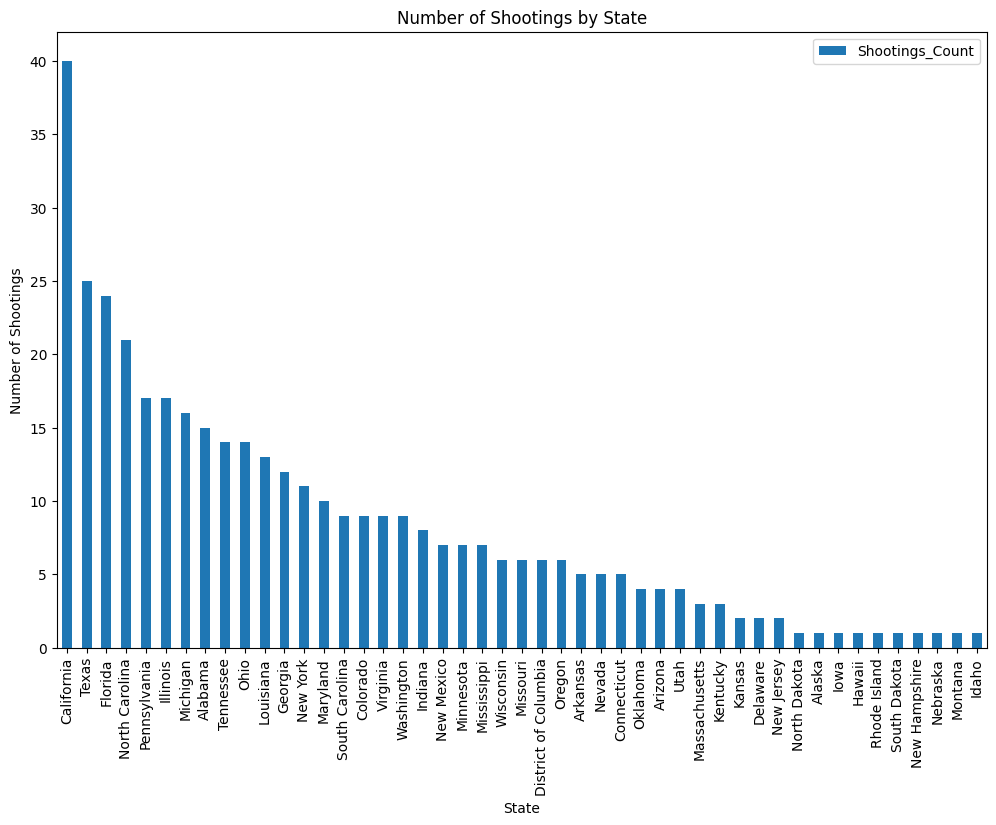 Number of Shootings by State
Shootings_Count
Number of Shootings
40
35
30
25
20
15
10
5
0
California
Texas
Florida
North Carolina
Pennsylvania
Illinois
Michigan
Alabama
Tennessee
Ohio
Louisiana
Georgia
New York
Maryland
South Carolina
Colorado
Virginia
Washington
Indiana
New Mexico
Minnesota
Mississippi
Wisconsin
Missouri
District of Columbia
Oregon
Arkansas
Nevada
Connecticut
Oklahoma
Arizona
Utah
Massachusetts
Kentucky
Kansas
Delaware
New Jersey
North Dakota
Alaska
Iowa
Hawaii
Rhode Island
South Dakota
New Hampshire
Nebraska
Montana
Idaho
State